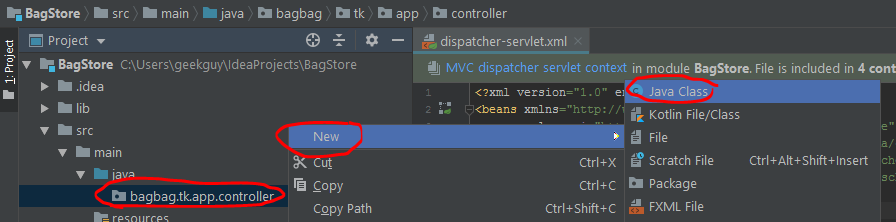 BagStore src main java bagbag tk app controller
1: Project
Project
dispatcher-servlet.xml
BagStore C:\Users\geekguy\IdeaProjects\BagStore
.idea
lib
src
main
java
bagbag.tk.app.controller
resources
MVC dispatcher servlet context in module BagStore. File is included in 4 cont
1 <?xml version="1.0" en
2 <beans xmlns="http://
New
Cut Ctrl+X
Copy Ctrl+C
Copy Path Ctrl+Shift+C
Java Class
Kotlin File/Class
File
Scratch File Ctrl+Alt+Shift+Insert
Package
FXML File